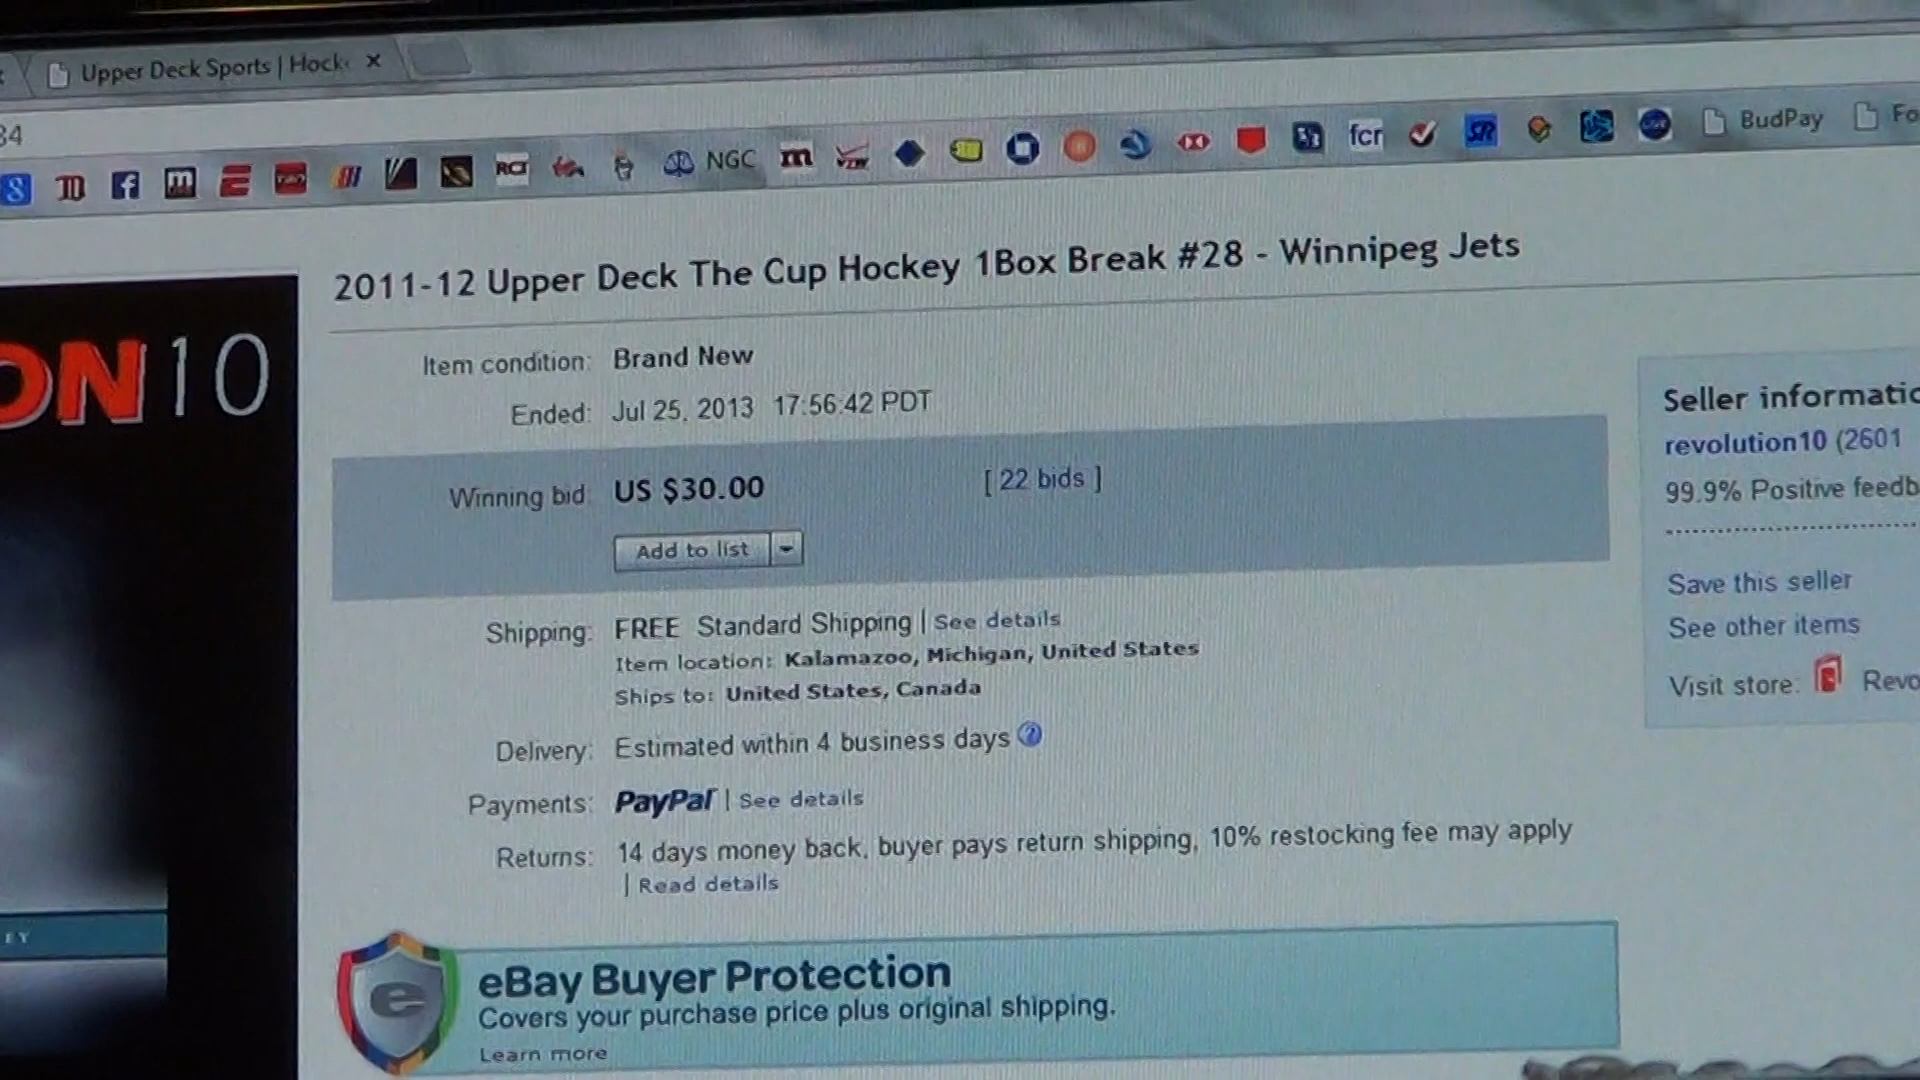 Upper Deck Sports | Hock
34
NGC
fcr
SR
BudPay
Fo
2011-12 Upper Deck The Cup Hockey 1Box Break #28 - Winnipeg Jets
ON10
Item condition: Brand New
Ended: Jul 25, 2013 17:56:42 PDT
Winning bid: US $30.00 [ 22 bids ]
Add to list
Shipping: FREE Standard Shipping | See details
Item location: Kalamazoo, Michigan, United States
Ships to: United States, Canada
Delivery: Estimated within 4 business days ?
Payments: PayPal | See details
Returns: 14 days money back, buyer pays return shipping, 10% restocking fee may apply
| Read details
EY
eBay Buyer Protection
Covers your purchase price plus original shipping.
Learn more
Seller informatio
revolution10 (2601
99.9% Positive feedb
Save this seller
See other items
Visit store: Revo